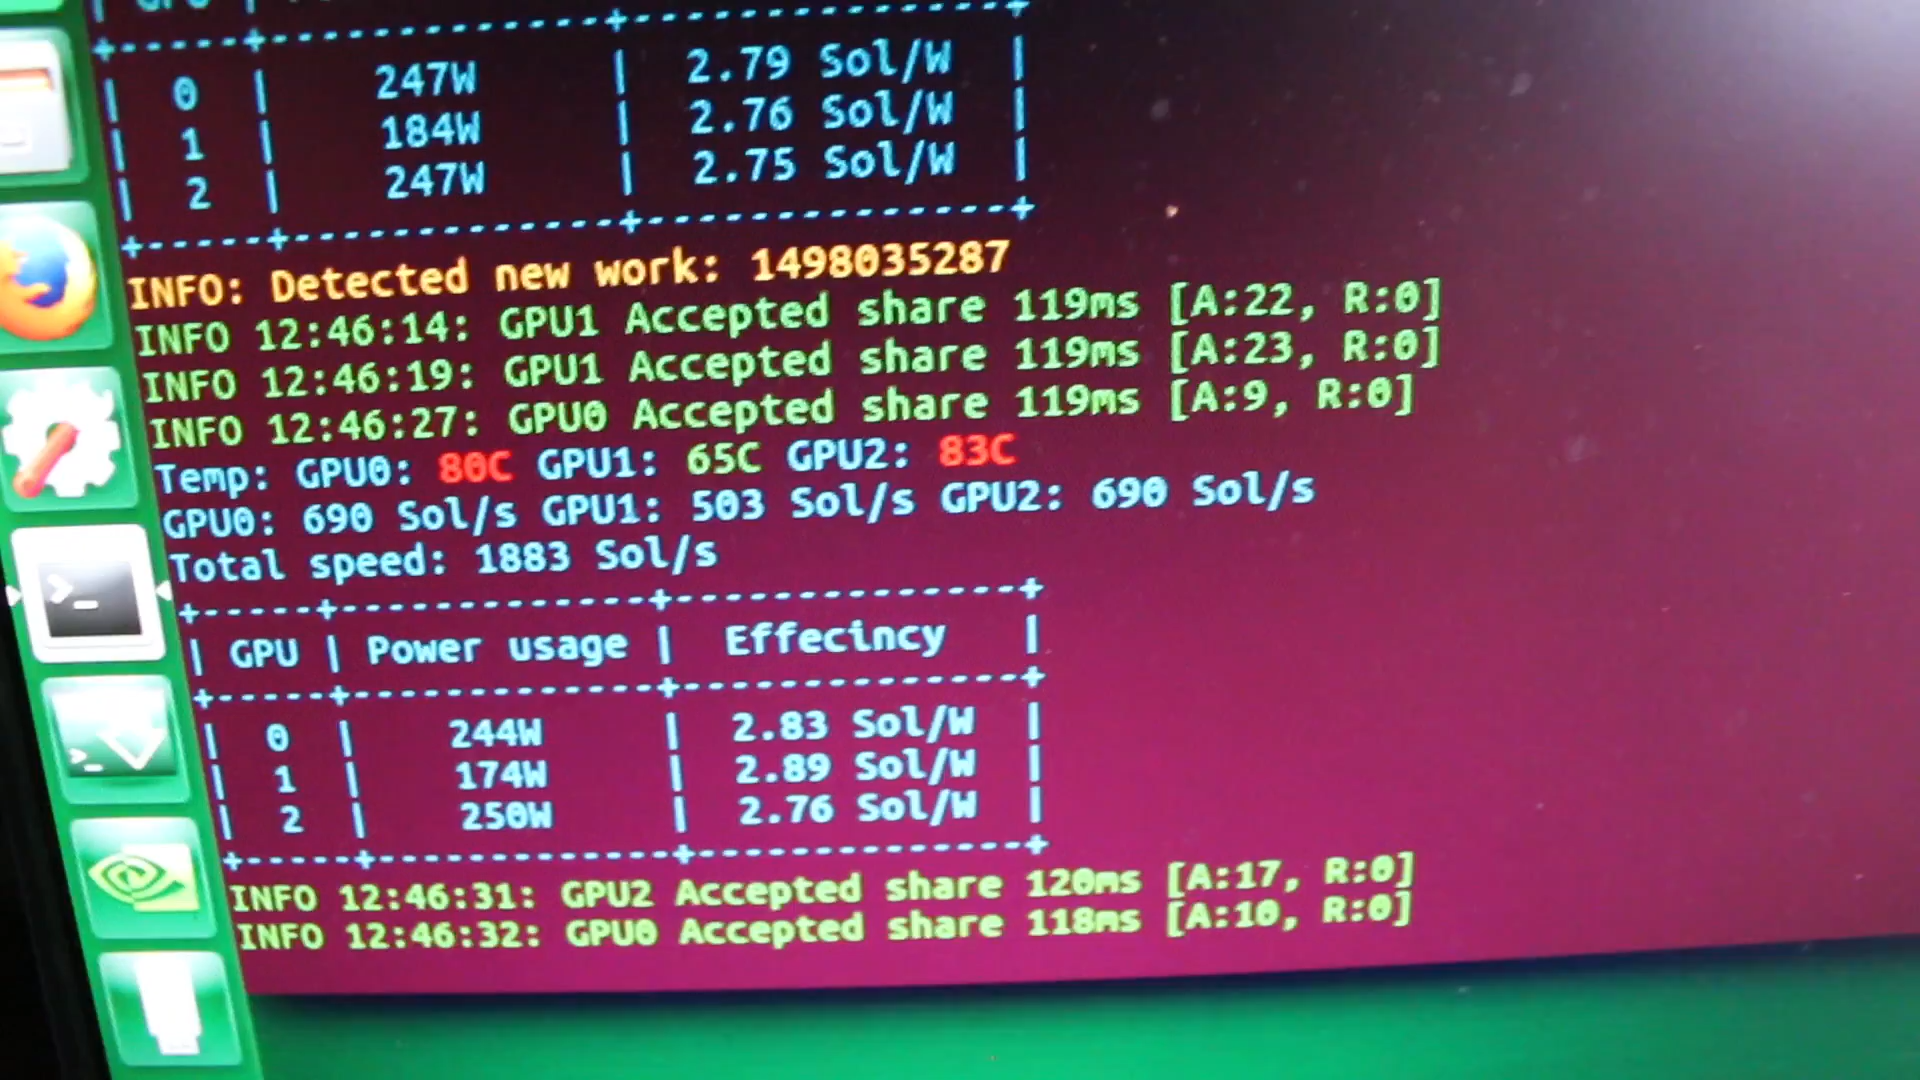 | 0 | 247W | 2.79 Sol/W |
| 1 | 184W | 2.76 Sol/W |
| 2 | 247W | 2.75 Sol/W |
INFO: Detected new work: 1498035287
INFO 12:46:14: GPU1 Accepted share 119ms [A:22, R:0]
INFO 12:46:19: GPU1 Accepted share 119ms [A:23, R:0]
INFO 12:46:27: GPU0 Accepted share 119ms [A:9, R:0]
Temp: GPU0: 80C GPU1: 65C GPU2: 83C
GPU0: 690 Sol/s GPU1: 503 Sol/s GPU2: 690 Sol/s
Total speed: 1883 Sol/s
| GPU | Power usage | Effecincy |
| 0 | 244W | 2.83 Sol/W |
| 1 | 174W | 2.89 Sol/W |
| 2 | 250W | 2.76 Sol/W |
INFO 12:46:31: GPU2 Accepted share 120ms [A:17, R:0]
INFO 12:46:32: GPU0 Accepted share 118ms [A:10, R:0]